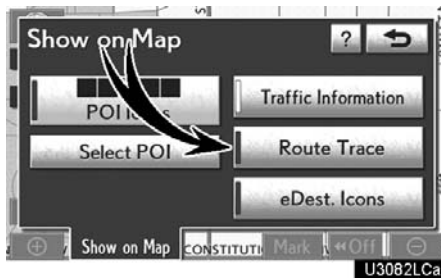 Show on Map
?
POI Icons
Traffic Information
Select POI
Route Trace
eDest. Icons
Show on Map
CONSTITUTI
Mark
Off
U3082LCa